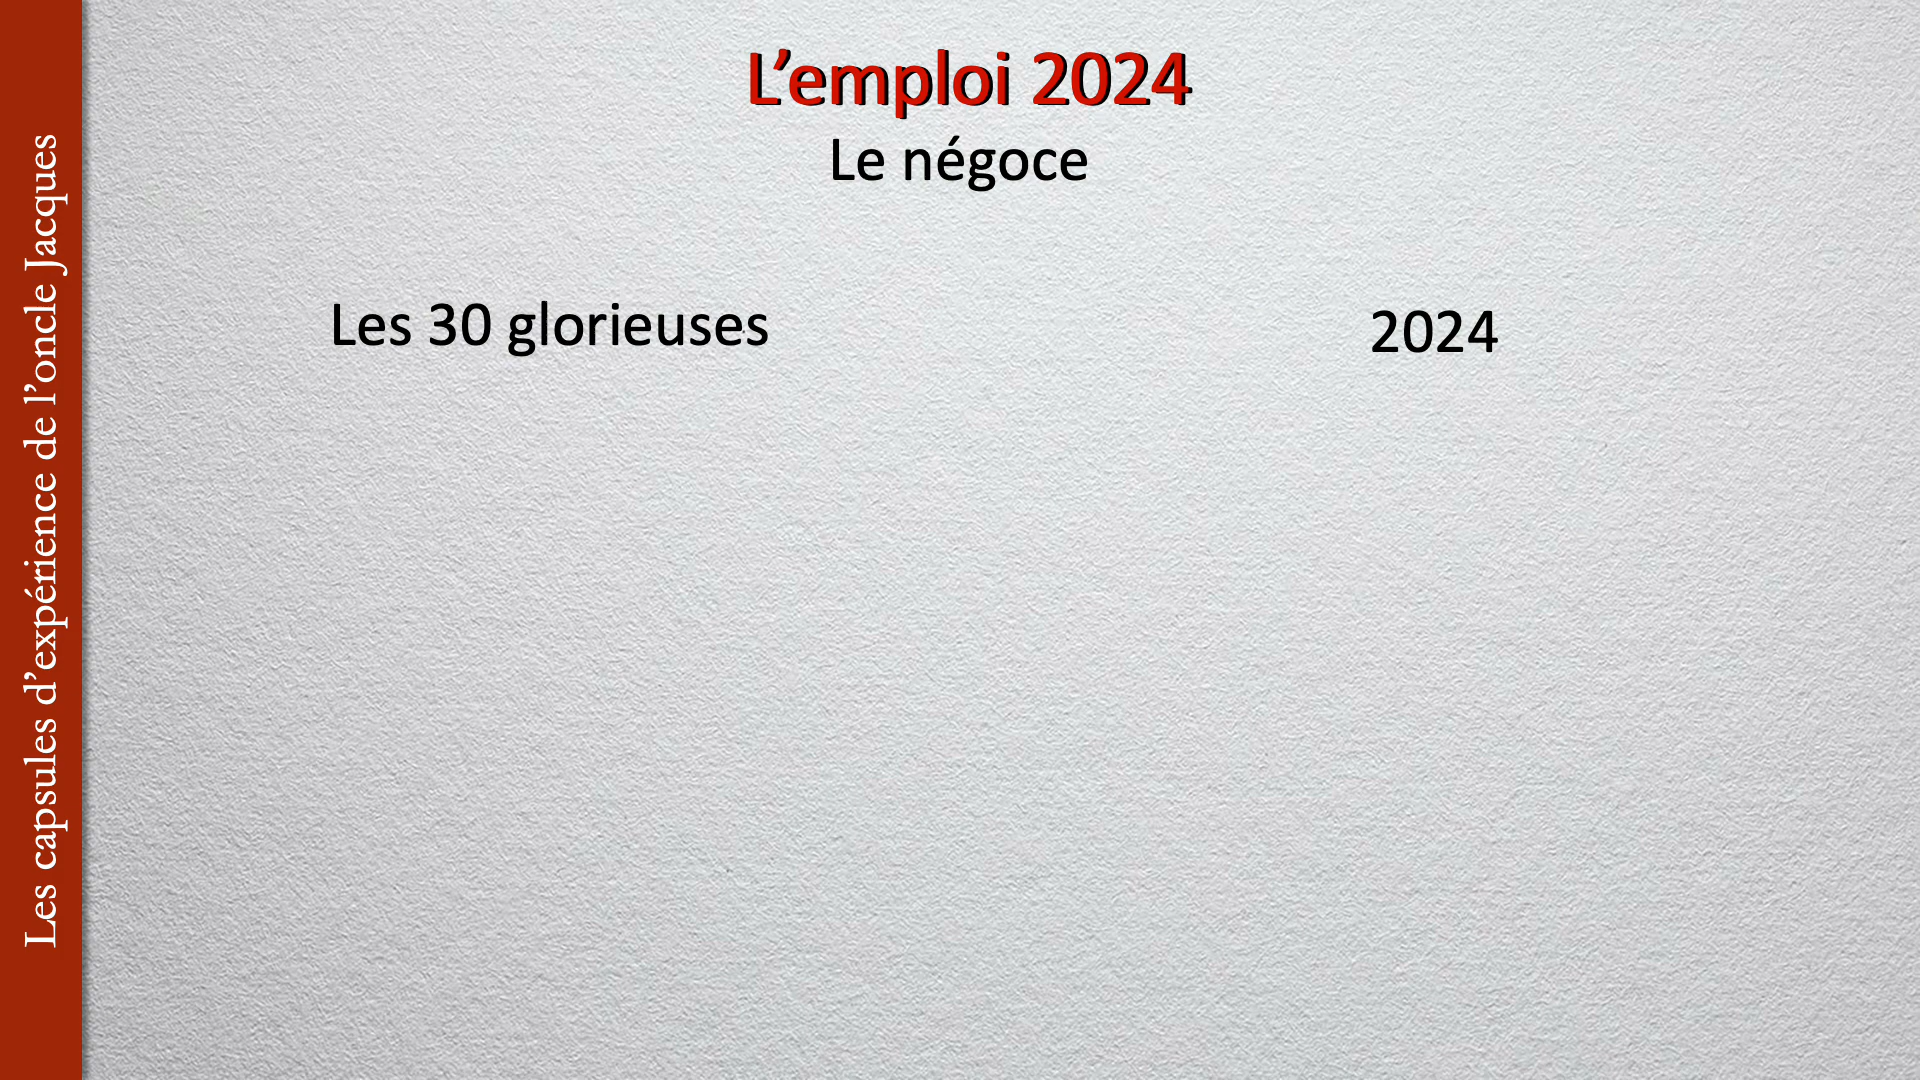 L’emploi 2024
Le négoce
Les 30 glorieuses
2024
Les capsules d’expérience de l’oncle Jacques